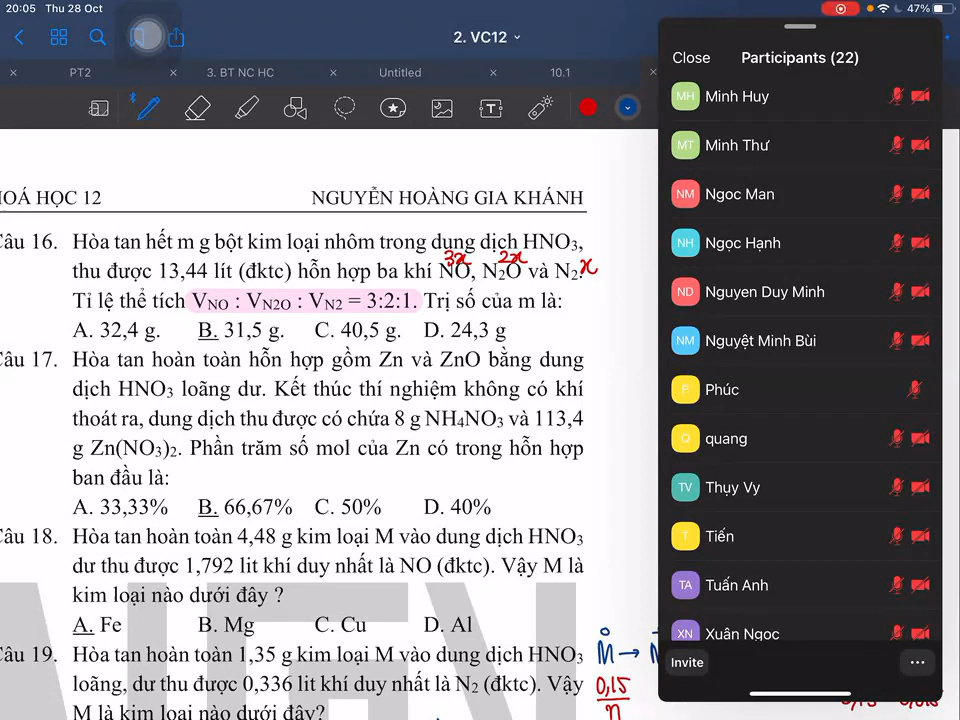 20:05 Thu 28 Oct
47%
2. VC12
PT2
3. BT NC HC
Untitled
10.1
HOÁ HỌC 12
NGUYỄN HOÀNG GIA KHÁNH
Câu 16. Hòa tan hết m g bột kim loại nhôm trong dung dịch HNO3,
3x 2x
thu được 13,44 lít (đktc) hỗn hợp ba khí NO, N2O và N2. x
Tỉ lệ thể tích VNO : VN2O : VN2 = 3:2:1. Trị số của m là:
A. 32,4 g. B. 31,5 g. C. 40,5 g. D. 24,3 g
Câu 17. Hòa tan hoàn toàn hỗn hợp gồm Zn và ZnO bằng dung
dịch HNO3 loãng dư. Kết thúc thí nghiệm không có khí
thoát ra, dung dịch thu được có chứa 8 g NH4NO3 và 113,4
g Zn(NO3)2. Phần trăm số mol của Zn có trong hỗn hợp
ban đầu là:
A. 33,33% B. 66,67% C. 50% D. 40%
Câu 18. Hòa tan hoàn toàn 4,48 g kim loại M vào dung dịch HNO3
dư thu được 1,792 lit khí duy nhất là NO (đktc). Vậy M là
kim loại nào dưới đây ?
A. Fe B. Mg C. Cu D. Al
Câu 19. Hòa tan hoàn toàn 1,35 g kim loại M vào dung dịch HNO3
loãng, dư thu được 0,336 lit khí duy nhất là N2 (đktc). Vậy
M là kim loại nào dưới đây?
M →
0,15
n
Close
Participants (22)
MH Minh Huy
MT Minh Thư
NM Ngoc Man
NH Ngọc Hạnh
ND Nguyen Duy Minh
NM Nguyệt Minh Bùi
P Phúc
Q quang
TV Thụy Vy
T Tiến
TA Tuấn Anh
XN Xuân Ngoc
Invite